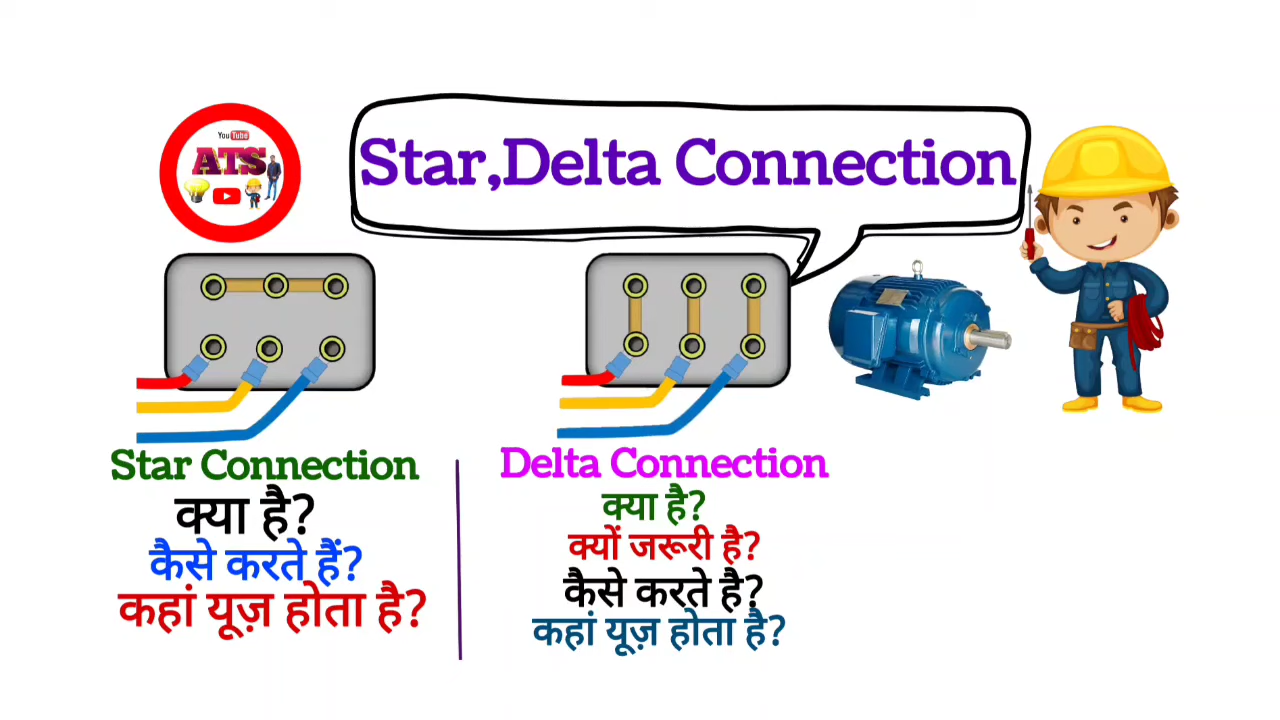 YouTube
ATS
Star,Delta Connection
Star Connection
क्या है?
कैसे करते हैं?
कहां यूज़ होता है?
Delta Connection
क्या है?
क्यों जरूरी है?
कैसे करते है?
कहां यूज़ होता है?